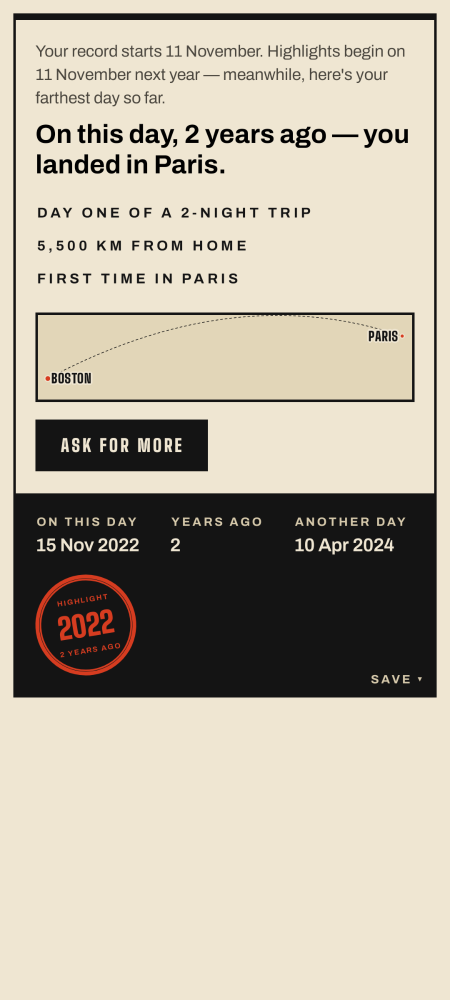 Your record starts 11 November. Highlights begin on
11 November next year — meanwhile, here's your
farthest day so far.
On this day, 2 years ago — you
landed in Paris.
DAY ONE OF A 2-NIGHT TRIP
5,500 KM FROM HOME
FIRST TIME IN PARIS
PARIS
BOSTON
ASK FOR MORE
ON THIS DAY YEARS AGO ANOTHER DAY
15 Nov 2022 2 10 Apr 2024
HIGHLIGHT
2022
2 YEARS AGO
SAVE ▾